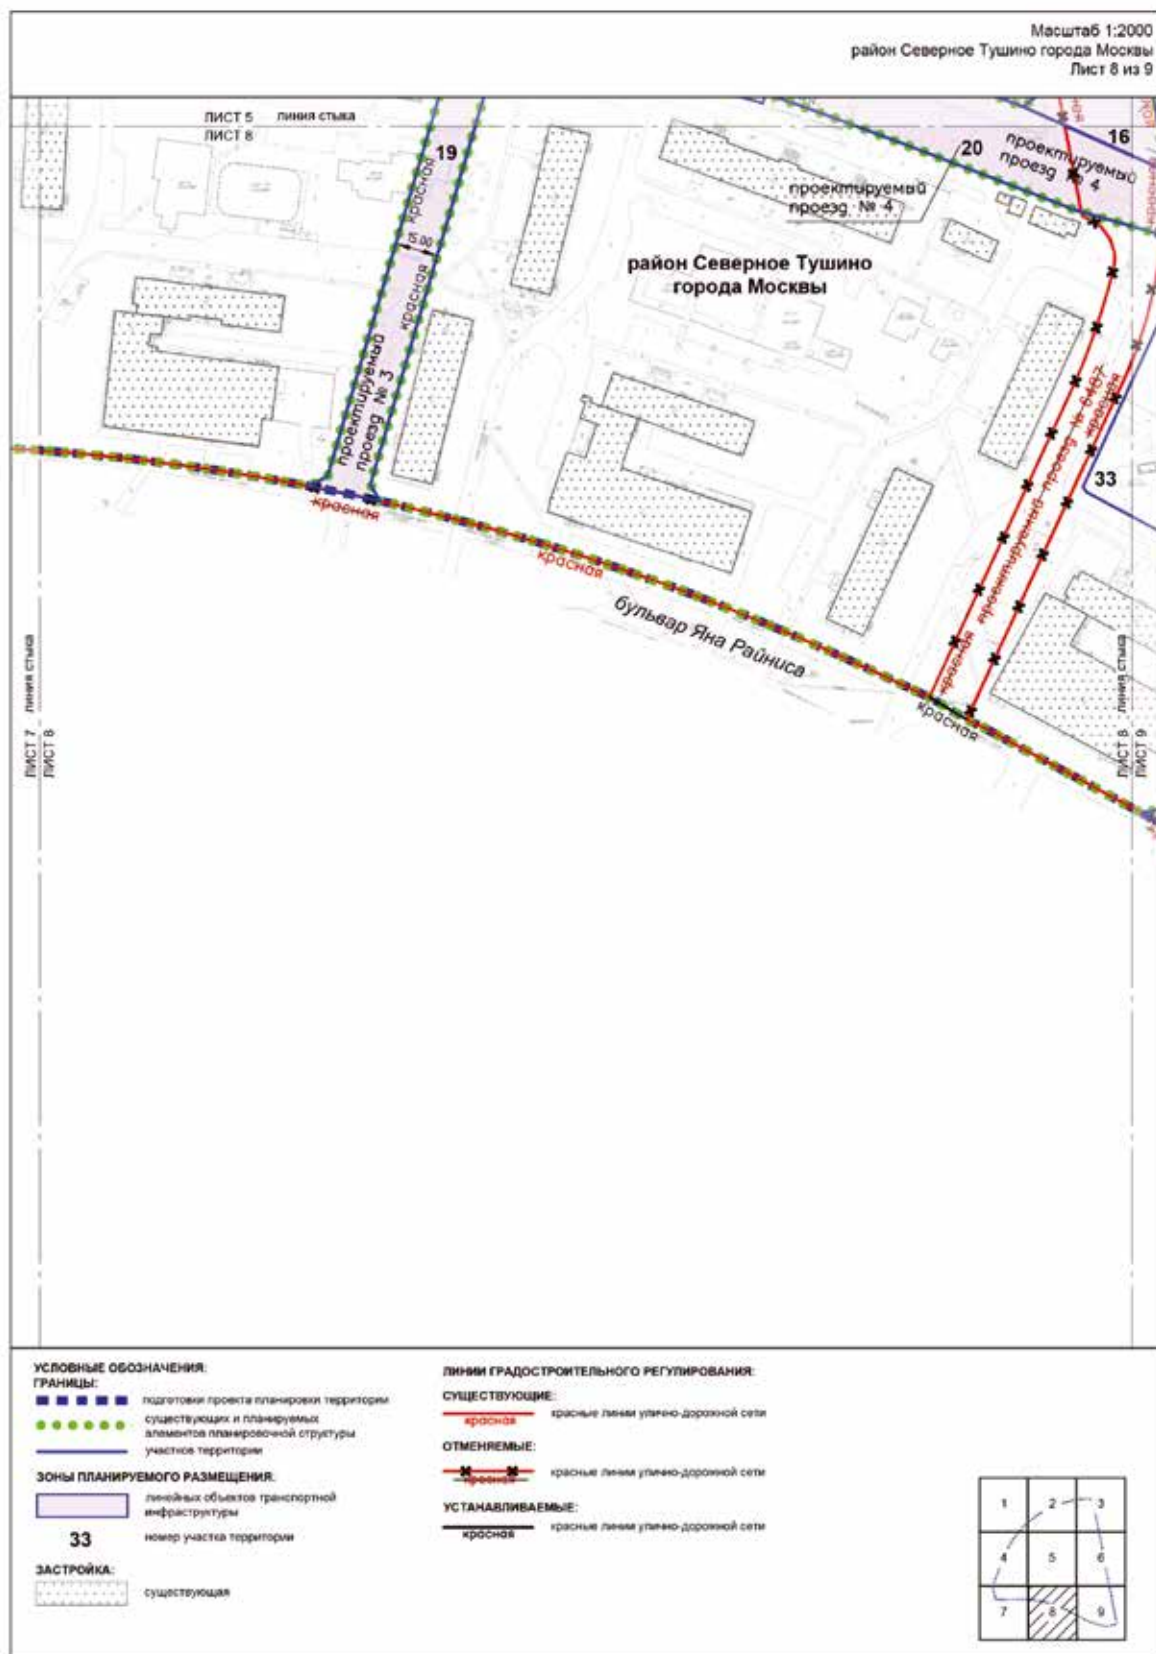 Масштаб 1:2000
район Северное Тушино города Москвы
Лист 8 из 9
ЛИСТ 5 линия стыка
ЛИСТ 8
19
красная
15.00
красная
проектируемый
проезд № 3
20
16
проектируемый
проезд № 4
проектируемый
проезд № 4
район Северное Тушино
города Москвы
проектируемый проезд № 6487
красная
33
красная
красная
красная
бульвар Яна Райниса
красная
ЛИСТ 7 линия стыка
ЛИСТ 8
ЛИСТ 8 линия стыка
ЛИСТ 9
УСЛОВНЫЕ ОБОЗНАЧЕНИЯ:
ГРАНИЦЫ:
подготовки проекта планировки территории
существующих и планируемых
элементов планировочной структуры
участков территории
ЗОНЫ ПЛАНИРУЕМОГО РАЗМЕЩЕНИЯ:
линейных объектов транспортной
инфраструктуры
33 номер участка территории
ЗАСТРОЙКА:
существующая
ЛИНИИ ГРАДОСТРОИТЕЛЬНОГО РЕГУЛИРОВАНИЯ:
СУЩЕСТВУЮЩИЕ:
красная красные линии улично-дорожной сети
ОТМЕНЯЕМЫЕ:
красная красные линии улично-дорожной сети
УСТАНАВЛИВАЕМЫЕ:
красная красные линии улично-дорожной сети
1 2 3
4 5 6
7 8 9